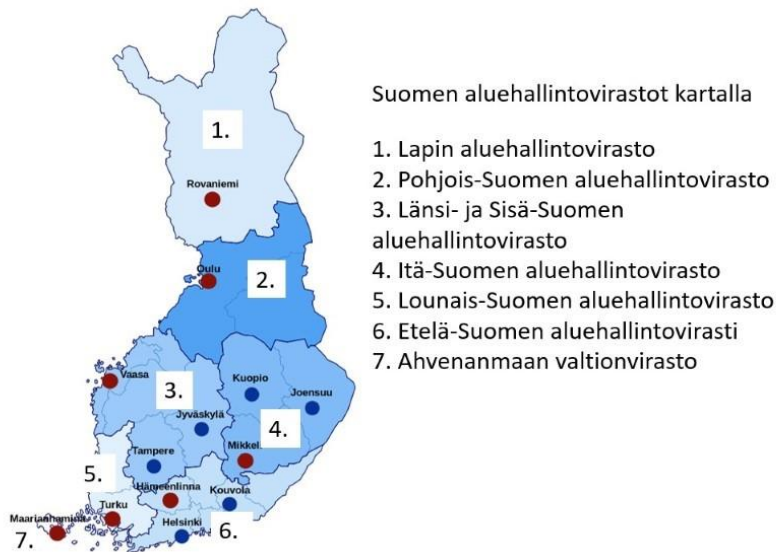 Suomen aluehallintovirastot kartalla
1. Lapin aluehallintovirasto
2. Pohjois-Suomen aluehallintovirasto
3. Länsi- ja Sisä-Suomen
aluehallintovirasto
4. Itä-Suomen aluehallintovirasto
5. Lounais-Suomen aluehallintovirasto
6. Etelä-Suomen aluehallintovirasti
7. Ahvenanmaan valtionvirasto
1.
Rovaniemi
Oulu
2.
Vaasa
3.
Kuopio
Joensuu
Jyväskylä
4.
Tampere
Mikkel
5.
Hämeenlinna
Kouvola
Maarianhamina
Turku
Helsinki
6.
7.